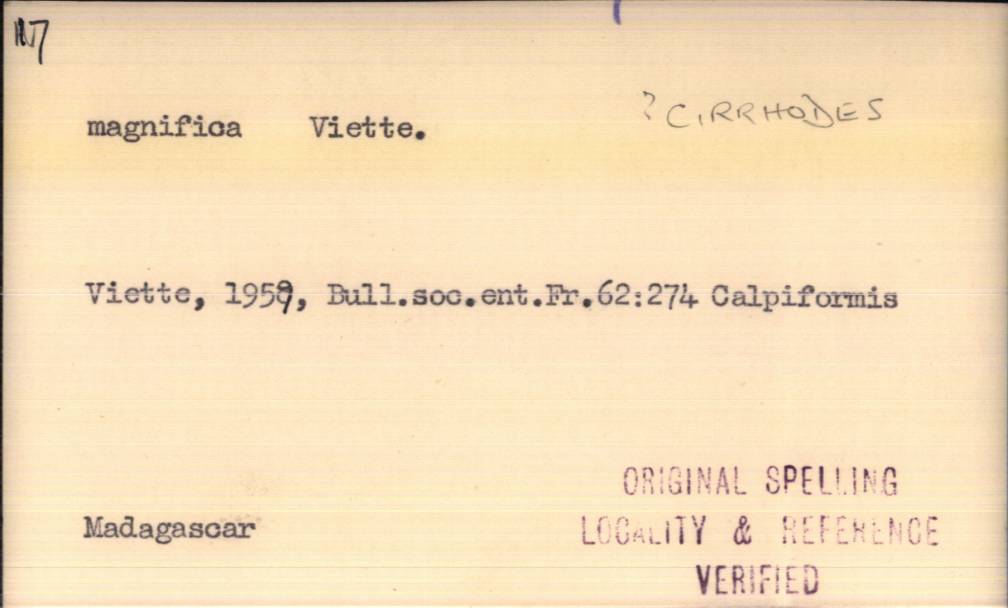 magnifica Viette.
? CIRRHODES
Viette, 1959, Bull.soc.ent.Fr.62:274 Calpiformis
Madagascar
ORIGINAL SPELLING
LOCALITY & REFERENCE
VERIFIED